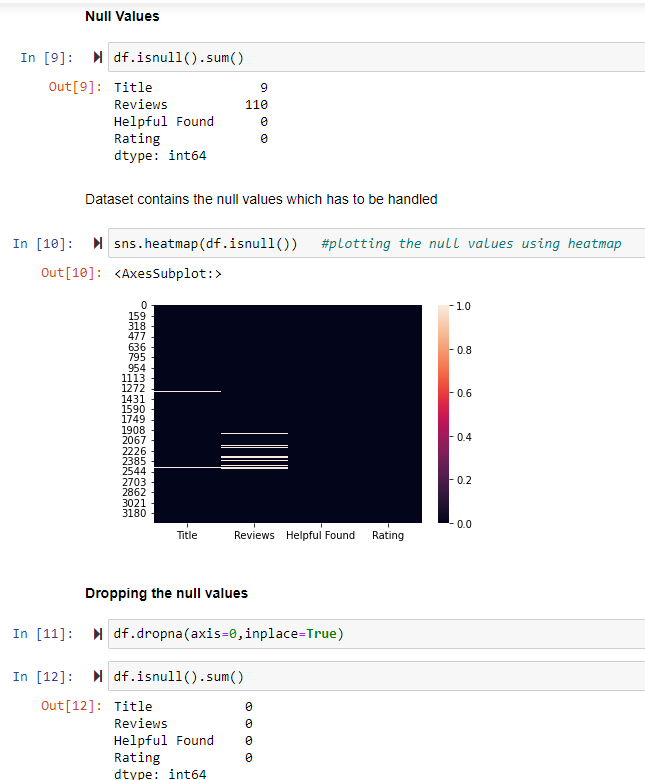 Null Values
In [9]: df.isnull().sum()
Out[9]: Title 9
Reviews 110
Helpful Found 0
Rating 0
dtype: int64
Dataset contains the null values which has to be handled
In [10]: sns.heatmap(df.isnull()) #plotting the null values using heatmap
Out[10]: <AxesSubplot:>
0
159
318
477
636
795
954
1113
1272
1431
1590
1749
1908
2067
2226
2385
2544
2703
2862
3021
3180
Title Reviews Helpful Found Rating
1.0
0.8
0.6
0.4
0.2
0.0
Dropping the null values
In [11]: df.dropna(axis=0,inplace=True)
In [12]: df.isnull().sum()
Out[12]: Title 0
Reviews 0
Helpful Found 0
Rating 0
dtype: int64